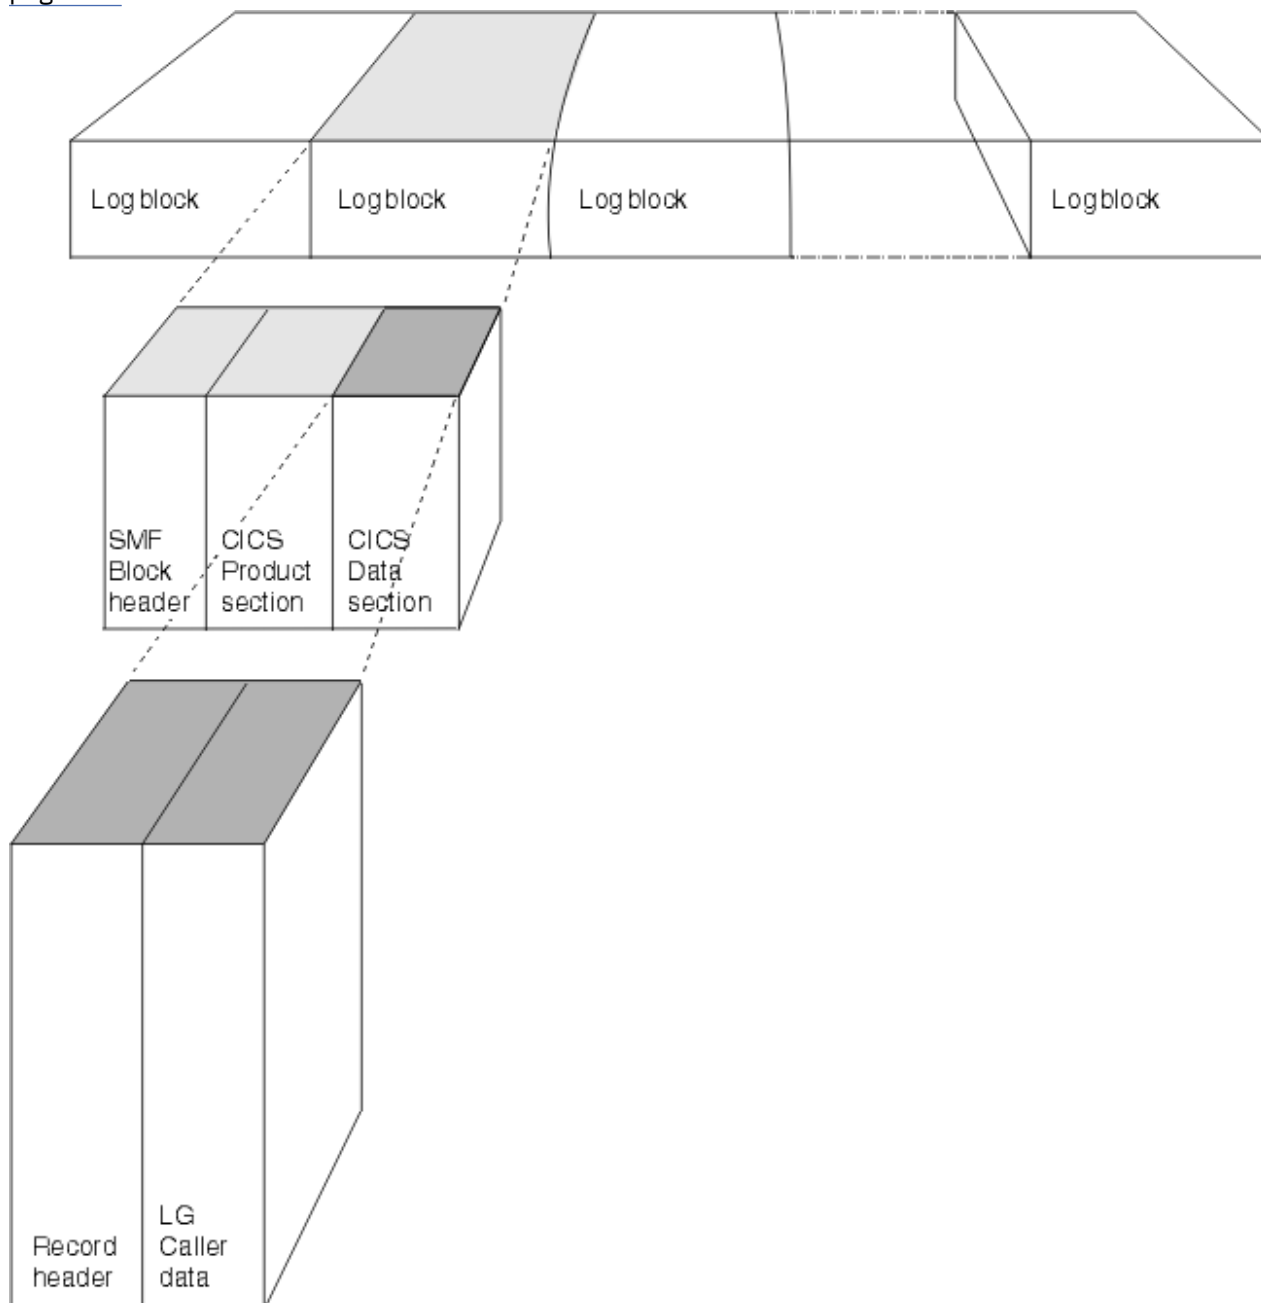 Log block
Log block
Log block
Log block
SMF
Block
header
CICS
Product
section
CICS
Data
section
Record
header
LG
Caller
data